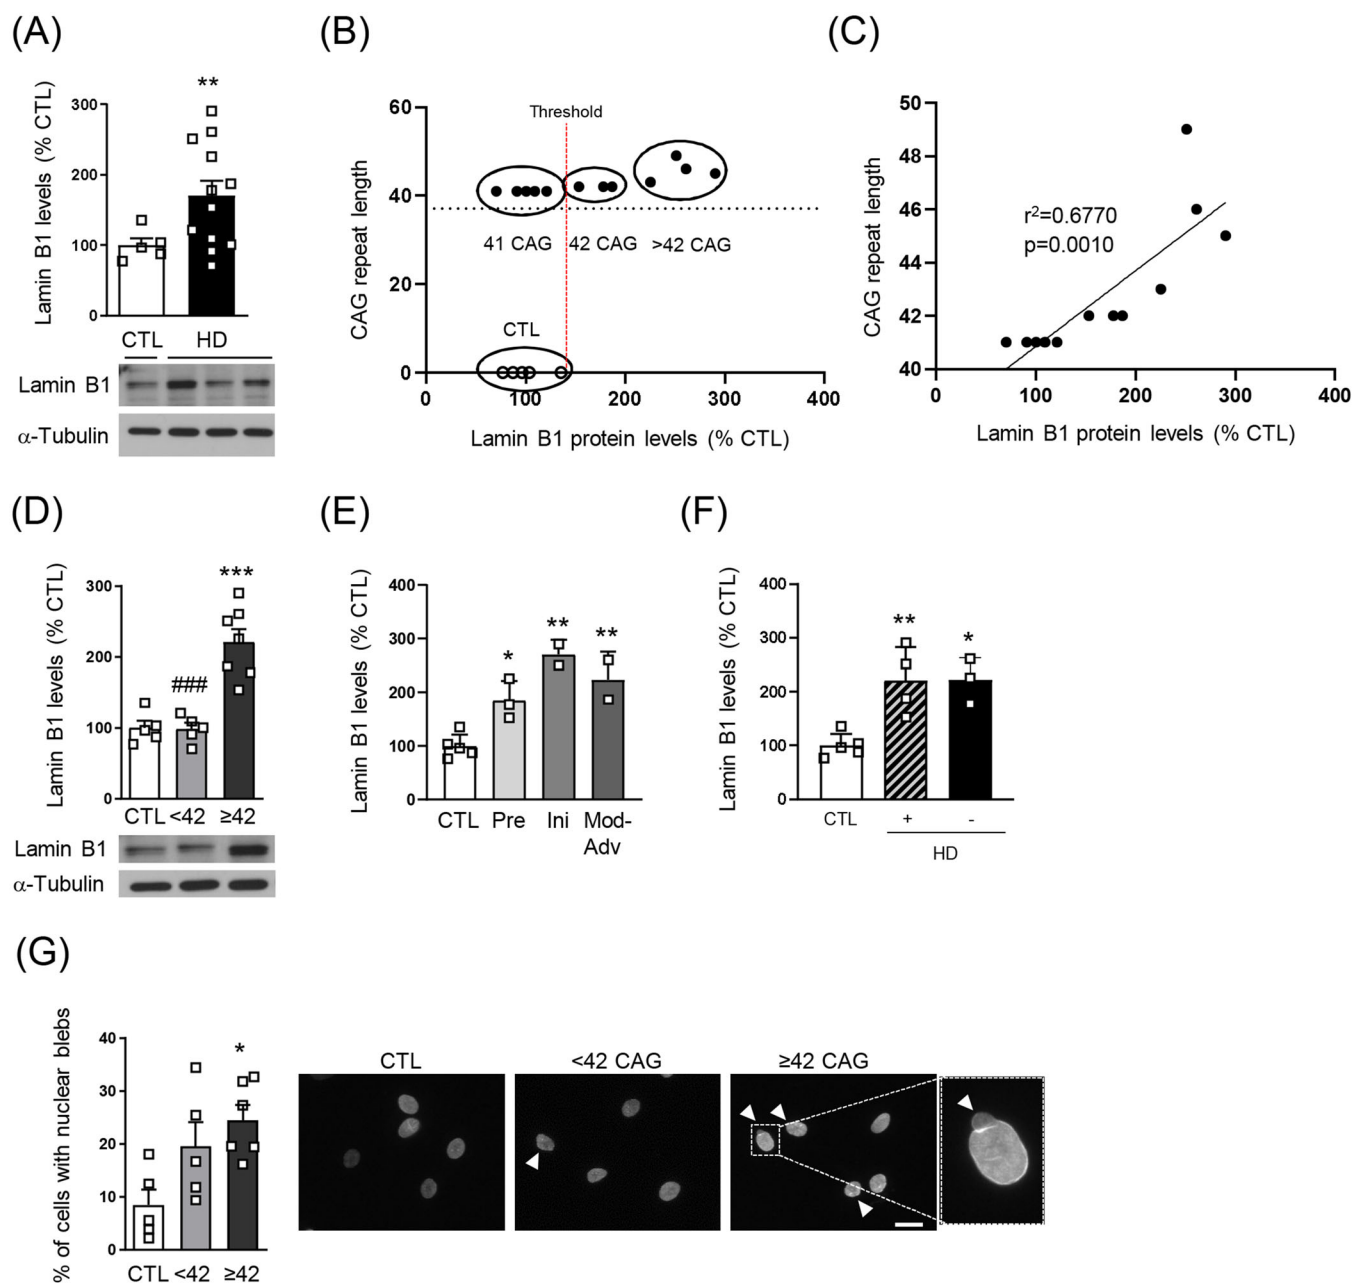 (A)
Lamin B1 levels (% CTL)
300
200
100
0
**
CTL
HD
Lamin B1
α-Tubulin
(B)
CAG repeat length
60
40
20
0
Threshold
41 CAG
42 CAG
>42 CAG
CTL
0
100
200
300
400
Lamin B1 protein levels (% CTL)
(C)
CAG repeat length
50
48
46
44
42
40
r²=0.6770
p=0.0010
0
100
200
300
400
Lamin B1 protein levels (% CTL)
(D)
Lamin B1 levels (% CTL)
300
200
100
0
###
***
CTL
<42
≥42
Lamin B1
α-Tubulin
(E)
Lamin B1 levels (% CTL)
400
300
200
100
0
*
**
**
CTL
Pre
Ini
Mod-
Adv
(F)
Lamin B1 levels (% CTL)
400
300
200
100
0
**
*
CTL
+
-
HD
(G)
% of cells with nuclear blebs
40
30
20
10
0
*
CTL
<42
≥42
CTL
<42 CAG
≥42 CAG